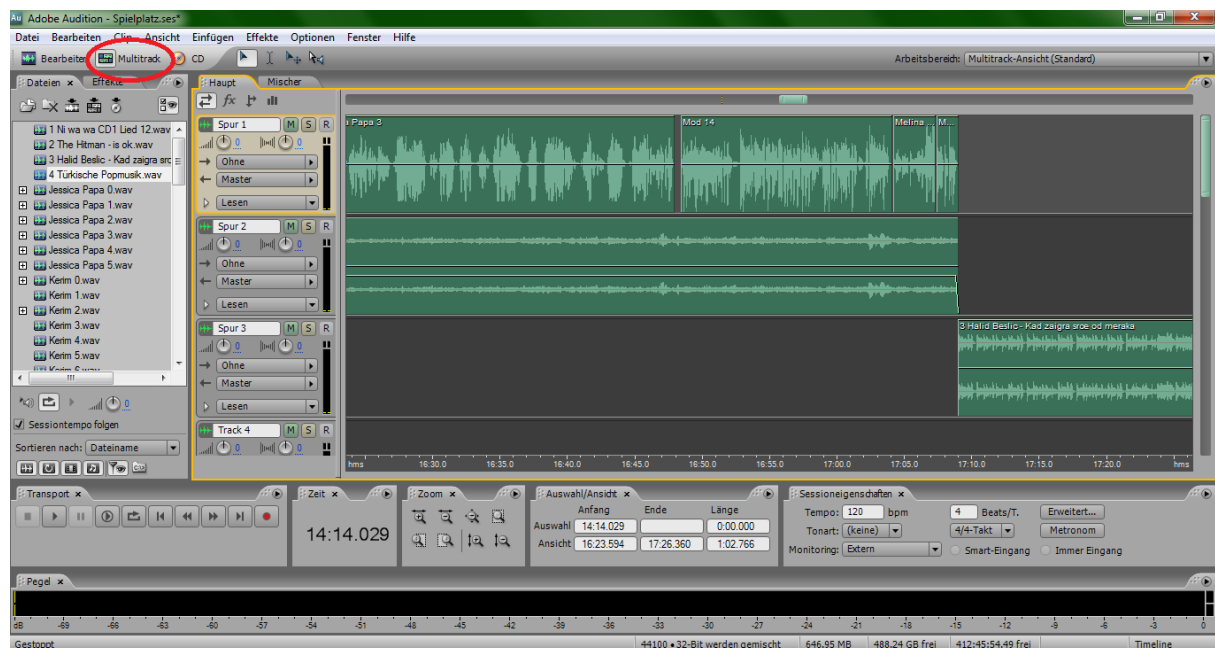 Adobe Audition - Spielplatz.ses*
Datei Bearbeiten Clip Ansicht Einfügen Effekte Optionen Fenster Hilfe
Bearbeiten Multitrack CD Arbeitsbereich: Multitrack-Ansicht (Standard)
Dateien Effekte Haupt Mischer
1 Ni wa wa CD1 Lied 12.wav
2 The Hitman - is ok.wav
3 Halid Beslic - Kad zaigra src
4 Türkische Popmusik.wav
Jessica Papa 0.wav
Jessica Papa 1.wav
Jessica Papa 2.wav
Jessica Papa 3.wav
Jessica Papa 4.wav
Jessica Papa 5.wav
Kerim 0.wav
Kerim 1.wav
Kerim 2.wav
Kerim 3.wav
Kerim 4.wav
Kerim 5.wav
Sessiontempo folgen
Sortieren nach: Dateiname
Spur 1 M S R
0 0
Ohne
Master
Lesen
Papa 3 Mod 14 Melina ... M...
Spur 2 M S R
0 0
Ohne
Master
Lesen
Spur 3 M S R
0 0
Ohne
Master
Lesen
3 Halid Beslic - Kad zaigra srce od meraka
Track 4 M S R
0 0
hms 16:30.0 16:35.0 16:40.0 16:45.0 16:50.0 16:55.0 17:00.0 17:05.0 17:10.0 17:15.0 17:20.0 hms
Transport Zeit Zoom Auswahl/Ansicht Sessioneigenschaften
14:14.029
Anfang Ende Länge
Auswahl 14:14.029 0:00.000
Ansicht 16:23.594 17:26.360 1:02.766
Tempo: 120 bpm 4 Beats/T. Erweitert...
Tonart: (keine) 4/4-Takt Metronom
Monitoring: Extern Smart-Eingang Immer Eingang
Pegel
dB -69 -66 -63 -60 -57 -54 -51 -48 -45 -42 -39 -36 -33 -30 -27 -24 -21 -18 -15 -12 -9 -6 -3 0
Gestoppt 44100 • 32-Bit werden gemischt 646.95 MB 488.24 GB frei 412:45:54.49 frei Timeline